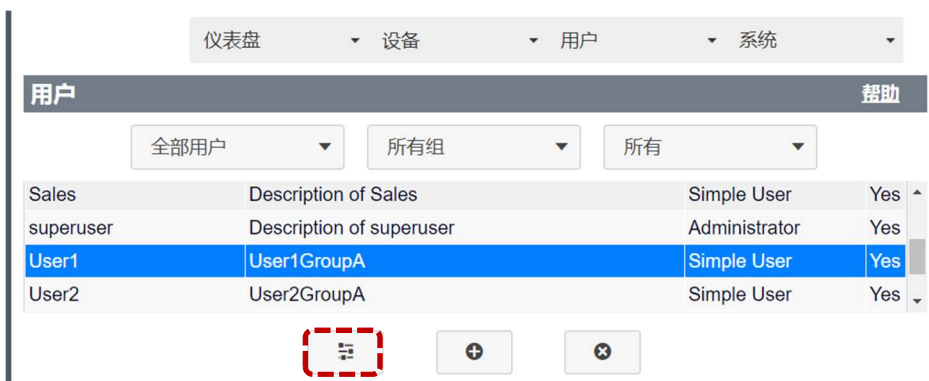 仪表盘 设备 用户 系统
用户 帮助
全部用户 所有组 所有
Sales Description of Sales Simple User Yes
superuser Description of superuser Administrator Yes
User1 User1GroupA Simple User Yes
User2 User2GroupA Simple User Yes